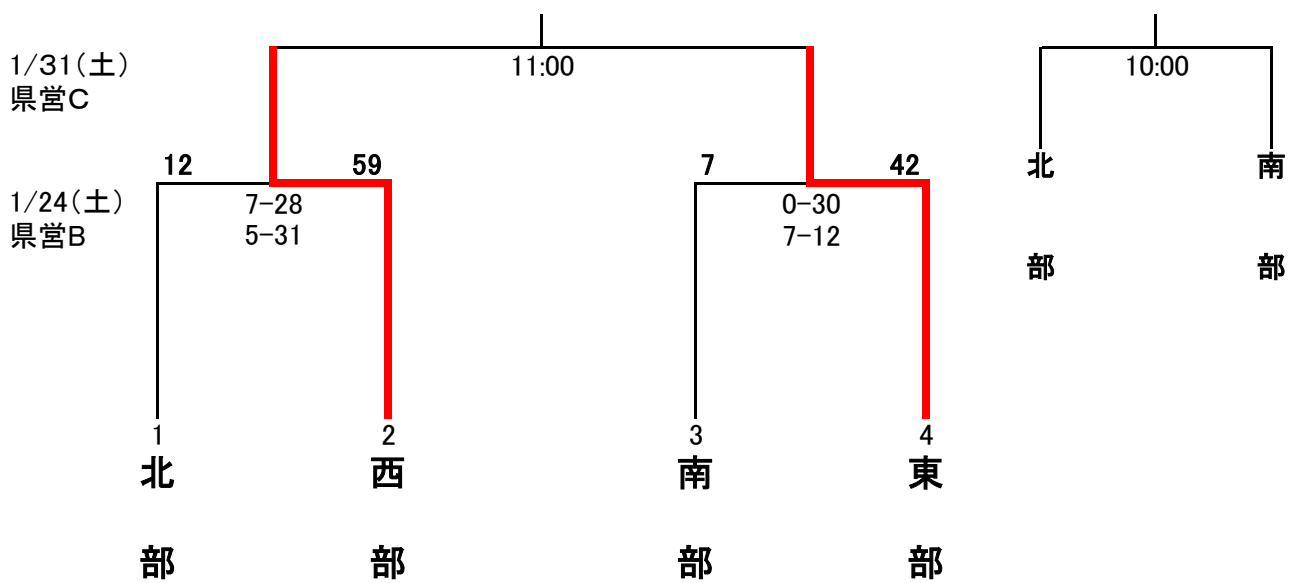 1/31(土)
県営C
11:00
10:00
12
59
7
42
北
南
1/24(土)
県営B
7-28
5-31
0-30
7-12
部
部
1
2
3
4
北
西
南
東
部
部
部
部